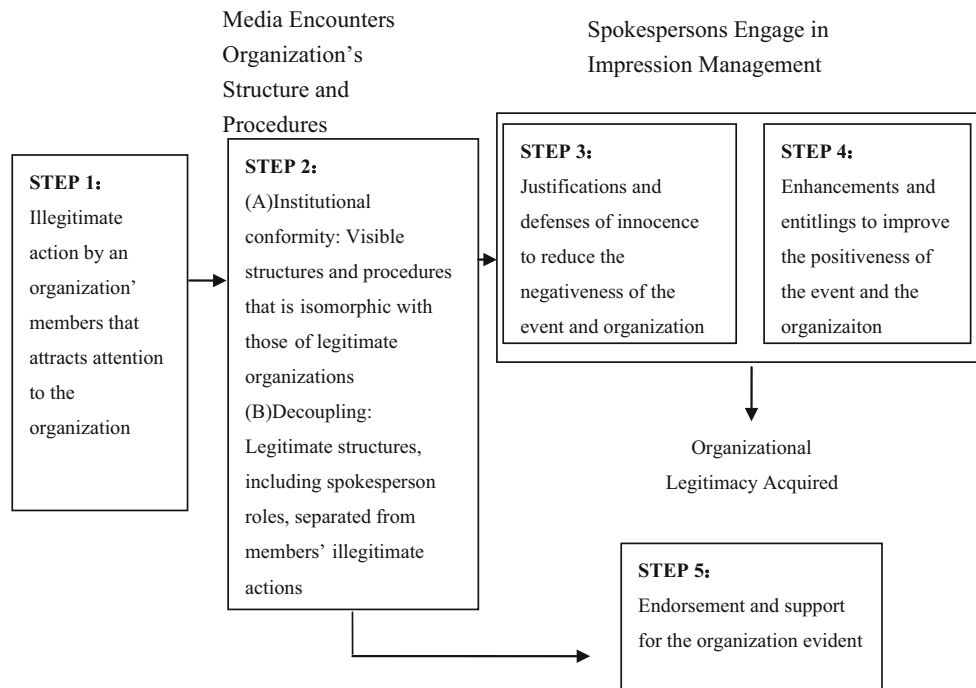 Media Encounters
Organization’s
Structure and
Procedures
Spokespersons Engage in
Impression Management
STEP 1：
Illegitimate
action by an
organization’
members that
attracts attention
to the
organization
STEP 2：
(A)Institutional
conformity: Visible
structures and procedures
that is isomorphic with
those of legitimate
organizations
(B)Decoupling:
Legitimate structures,
including spokesperson
roles, separated from
members’ illegitimate
actions
STEP 3：
Justifications and
defenses of innocence
to reduce the
negativeness of the
event and organization
STEP 4：
Enhancements and
entitlings to improve
the positiveness of
the event and the
organizaiton
Organizational
Legitimacy Acquired
STEP 5：
Endorsement and support
for the organization evident